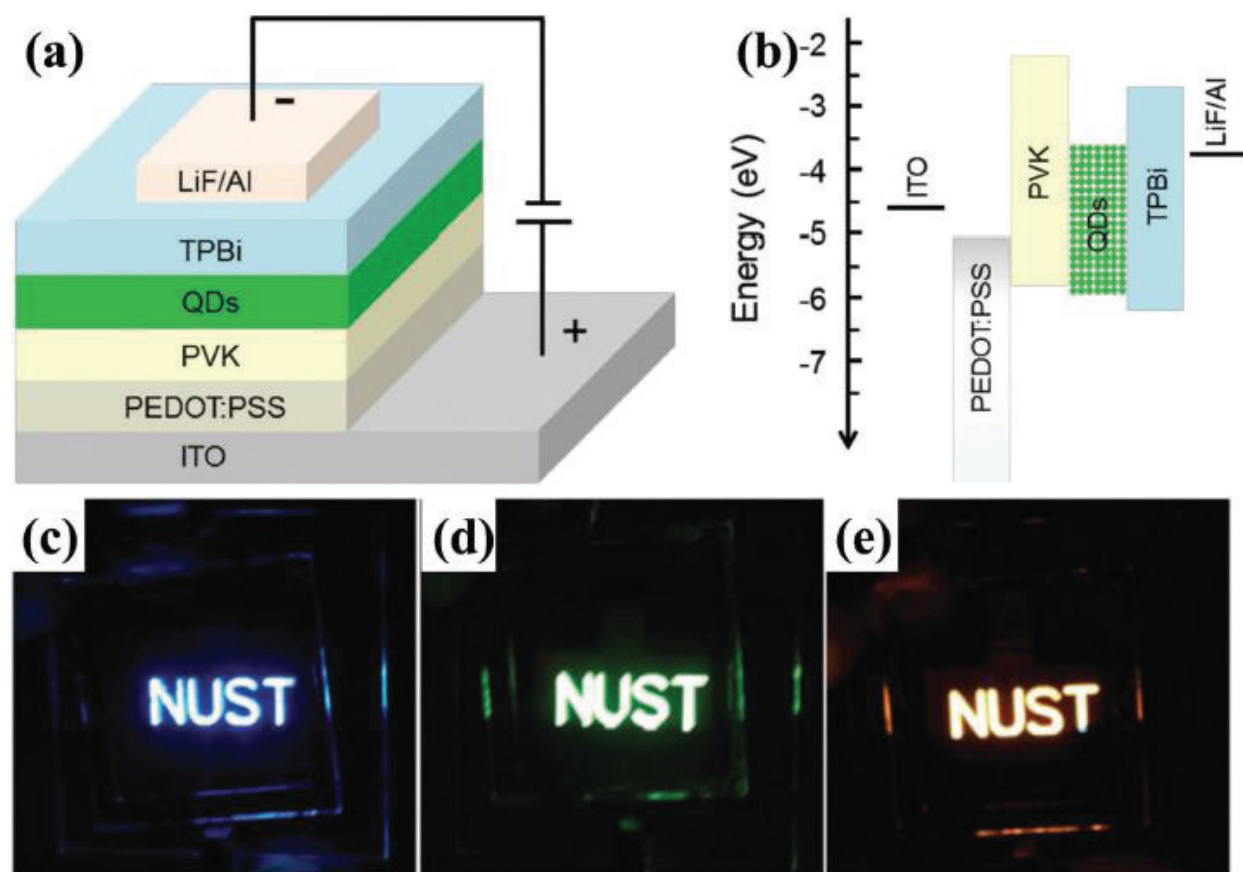 (a)
-
LiF/Al
TPBi
QDs
PVK
PEDOT:PSS
ITO
+
(b)
Energy (eV)
-2
-3
-4
-5
-6
-7
ITO
PEDOT:PSS
PVK
QDs
TPBi
LiF/Al
(c)
NUST
(d)
NUST
(e)
NUST